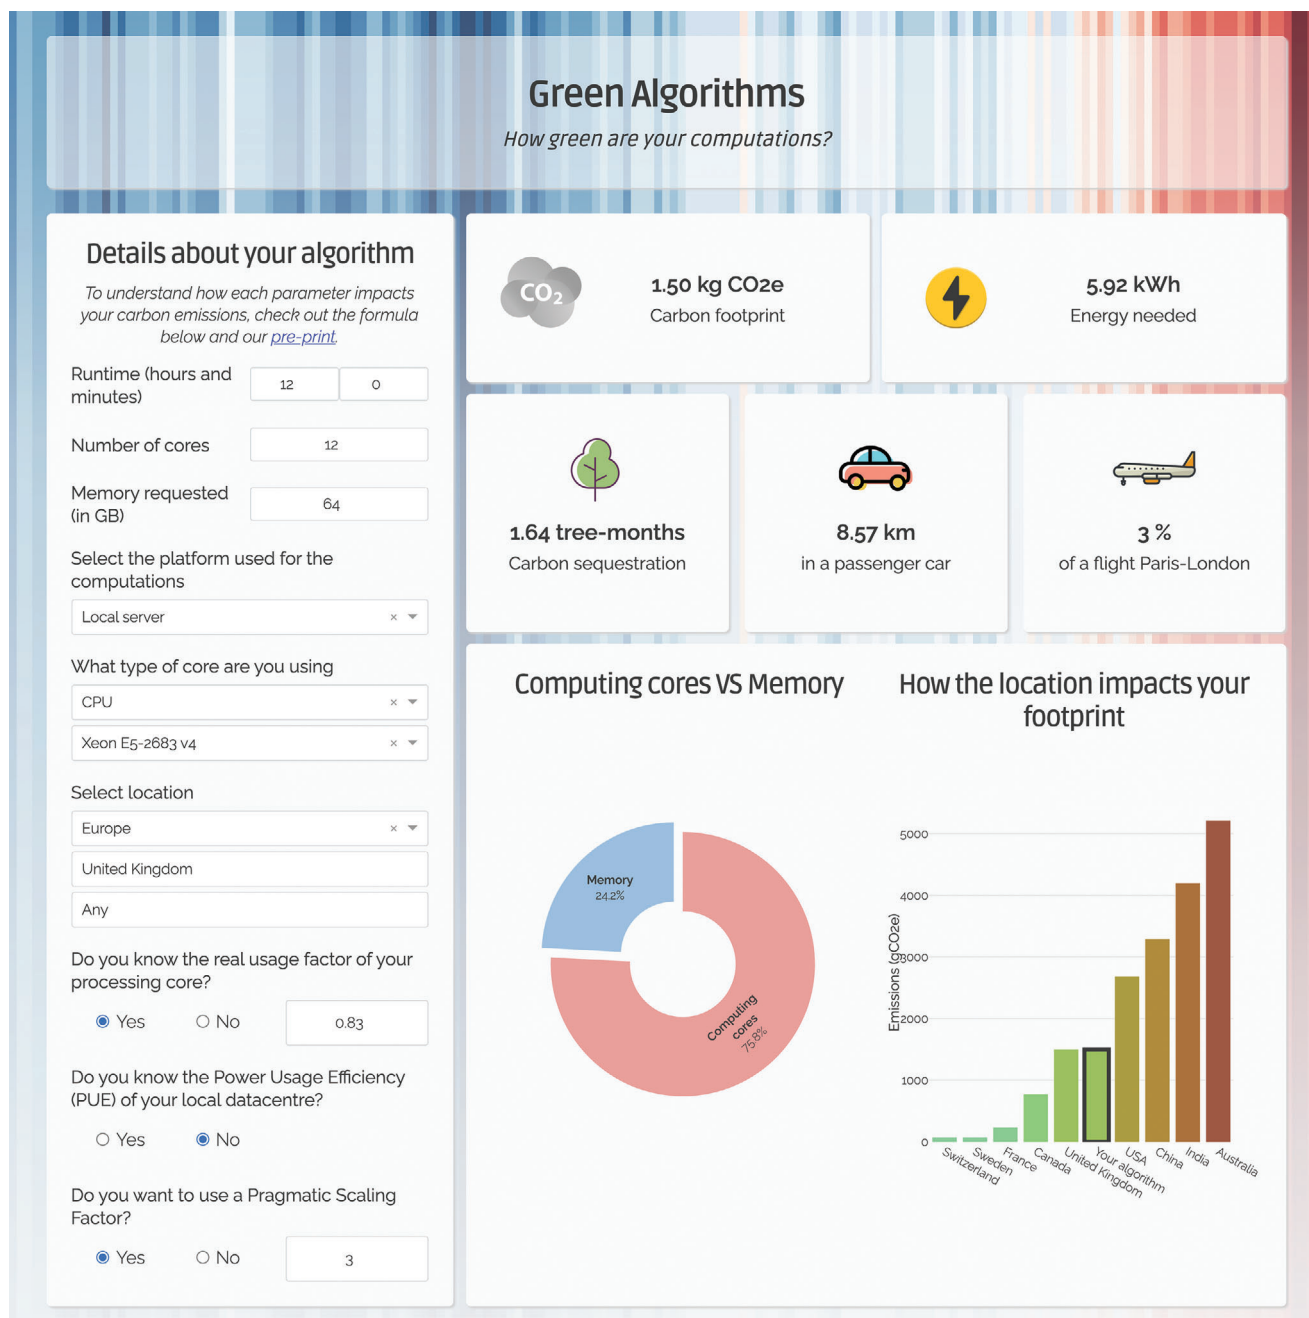 Green Algorithms
How green are your computations?
Details about your algorithm
To understand how each parameter impacts
your carbon emissions, check out the formula
below and our pre-print.
Runtime (hours and
minutes)
12
0
Number of cores
12
Memory requested
(in GB)
64
Select the platform used for the
computations
Local server
What type of core are you using
CPU
Xeon E5-2683 v4
Select location
Europe
United Kingdom
Any
Do you know the real usage factor of your
processing core?
Yes
No
0.83
Do you know the Power Usage Efficiency
(PUE) of your local datacentre?
Yes
No
Do you want to use a Pragmatic Scaling
Factor?
Yes
No
3
CO2
1.50 kg CO2e
Carbon footprint
5.92 kWh
Energy needed
1.64 tree-months
Carbon sequestration
8.57 km
in a passenger car
3 %
of a flight Paris-London
Computing cores VS Memory
Memory
24.2%
Computing
cores
75.8%
How the location impacts your
footprint
Emissions (gCO2e)
5000
4000
3000
2000
1000
0
Switzerland
Sweden
France
Canada
United Kingdom
Your algorithm
USA
China
India
Australia